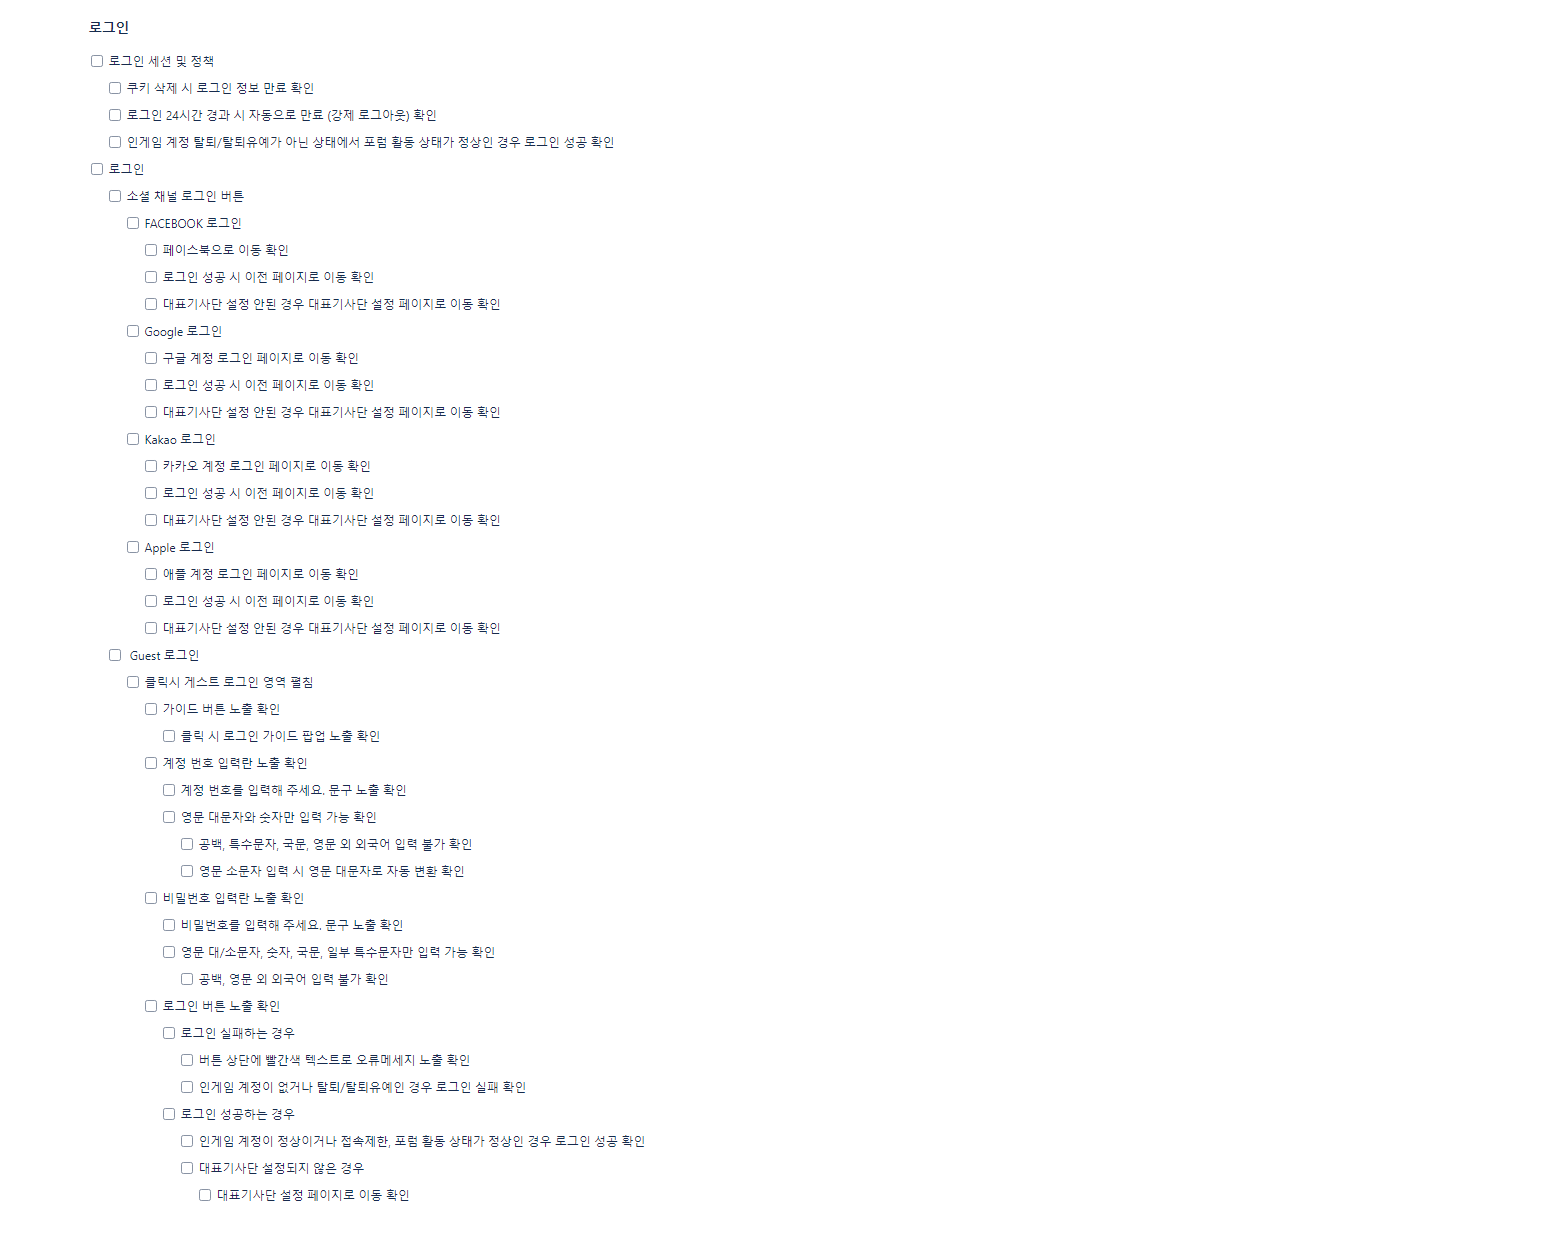 로그인
로그인 세션 및 정책
쿠키 삭제 시 로그인 정보 만료 확인
로그인 24시간 경과 시 자동으로 만료 (강제 로그아웃) 확인
인게임 계정 탈퇴/탈퇴유예가 아닌 상태에서 포럼 활동 상태가 정상인 경우 로그인 성공 확인
로그인
소셜 채널 로그인 버튼
FACEBOOK 로그인
페이스북으로 이동 확인
로그인 성공 시 이전 페이지로 이동 확인
대표기사단 설정 안된 경우 대표기사단 설정 페이지로 이동 확인
Google 로그인
구글 계정 로그인 페이지로 이동 확인
로그인 성공 시 이전 페이지로 이동 확인
대표기사단 설정 안된 경우 대표기사단 설정 페이지로 이동 확인
Kakao 로그인
카카오 계정 로그인 페이지로 이동 확인
로그인 성공 시 이전 페이지로 이동 확인
대표기사단 설정 안된 경우 대표기사단 설정 페이지로 이동 확인
Apple 로그인
애플 계정 로그인 페이지로 이동 확인
로그인 성공 시 이전 페이지로 이동 확인
대표기사단 설정 안된 경우 대표기사단 설정 페이지로 이동 확인
Guest 로그인
클릭시 게스트 로그인 영역 펼침
가이드 버튼 노출 확인
클릭 시 로그인 가이드 팝업 노출 확인
계정 번호 입력란 노출 확인
계정 번호를 입력해 주세요. 문구 노출 확인
영문 대문자와 숫자만 입력 가능 확인
공백, 특수문자, 국문, 영문 외 외국어 입력 불가 확인
영문 소문자 입력 시 영문 대문자로 자동 변환 확인
비밀번호 입력란 노출 확인
비밀번호를 입력해 주세요. 문구 노출 확인
영문 대/소문자, 숫자, 국문, 일부 특수문자만 입력 가능 확인
공백, 영문 외 외국어 입력 불가 확인
로그인 버튼 노출 확인
로그인 실패하는 경우
버튼 상단에 빨간색 텍스트로 오류메세지 노출 확인
인게임 계정이 없거나 탈퇴/탈퇴유예인 경우 로그인 실패 확인
로그인 성공하는 경우
인게임 계정이 정상이거나 접속제한, 포럼 활동 상태가 정상인 경우 로그인 성공 확인
대표기사단 설정되지 않은 경우
대표기사단 설정 페이지로 이동 확인